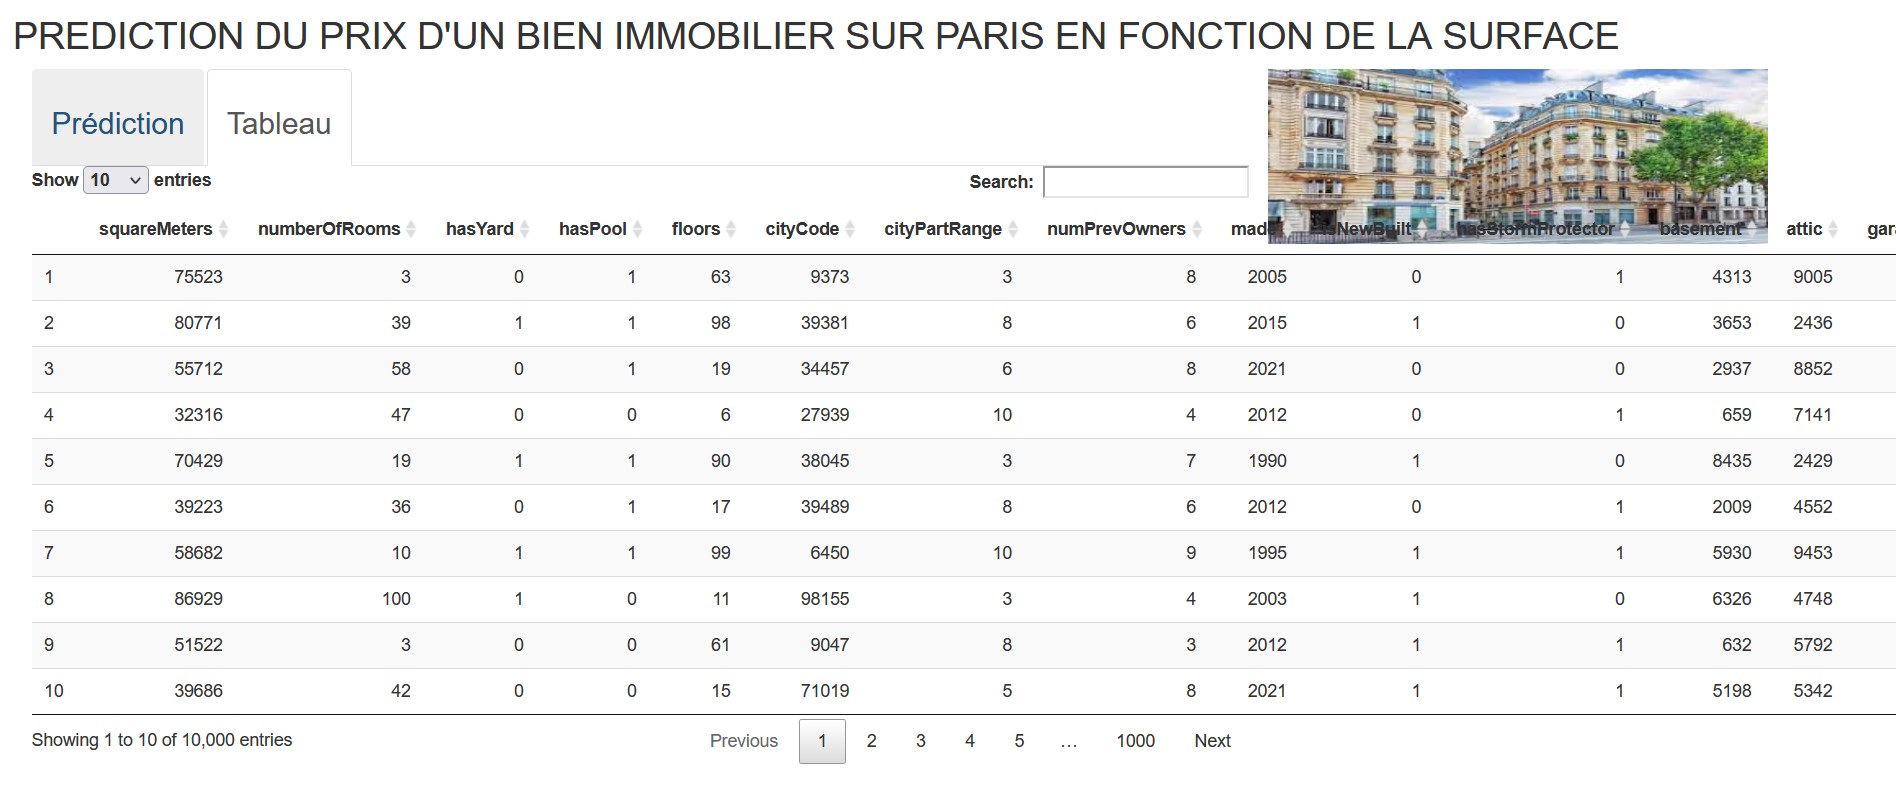 PREDICTION DU PRIX D'UN BIEN IMMOBILIER SUR PARIS EN FONCTION DE LA SURFACE
Prédiction Tableau
Show 10 entries Search:
squareMeters numberOfRooms hasYard hasPool floors cityCode cityPartRange numPrevOwners made NewBuilt hasStormProtector basement attic gara
1 75523 3 0 1 63 9373 3 8 2005 0 1 4313 9005
2 80771 39 1 1 98 39381 8 6 2015 1 0 3653 2436
3 55712 58 0 1 19 34457 6 8 2021 0 0 2937 8852
4 32316 47 0 0 6 27939 10 4 2012 0 1 659 7141
5 70429 19 1 1 90 38045 3 7 1990 1 0 8435 2429
6 39223 36 0 1 17 39489 8 6 2012 0 1 2009 4552
7 58682 10 1 1 99 6450 10 9 1995 1 1 5930 9453
8 86929 100 1 0 11 98155 3 4 2003 1 0 6326 4748
9 51522 3 0 0 61 9047 8 3 2012 1 1 632 5792
10 39686 42 0 0 15 71019 5 8 2021 1 1 5198 5342
Showing 1 to 10 of 10,000 entries Previous 1 2 3 4 5 … 1000 Next